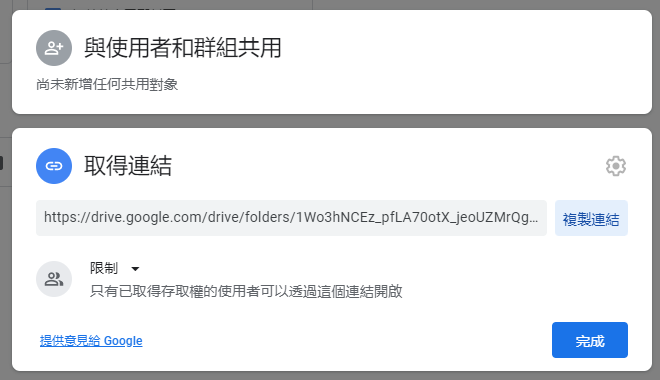 與使用者和群組共用
尚未新增任何共用對象
取得連結
https://drive.google.com/drive/folders/1Wo3hNCEz_pfLA70otX_jeoUZMrQg...
複製連結
限制
只有已取得存取權的使用者可以透過這個連結開啟
提供意見給 Google
完成